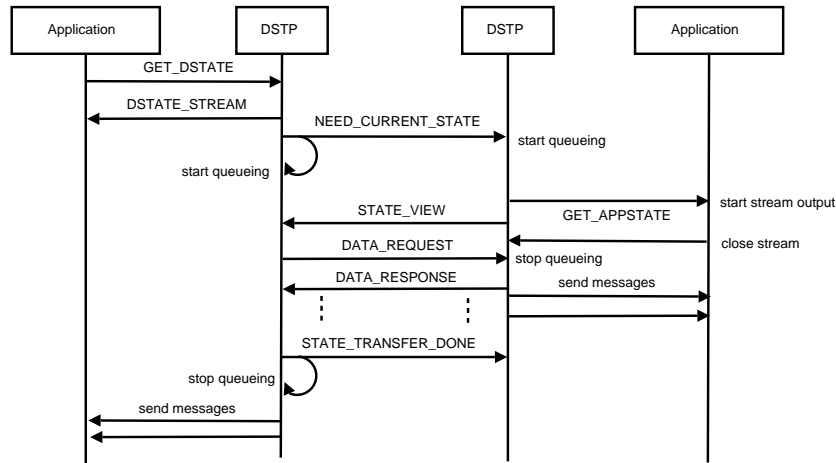 Application
DSTP
DSTP
Application
GET_DSTATE
DSTATE_STREAM
NEED_CURRENT_STATE
start queueing
start queueing
start stream output
STATE_VIEW
GET_APPSTATE
DATA_REQUEST
close stream
stop queueing
DATA_RESPONSE
send messages
STATE_TRANSFER_DONE
stop queueing
send messages